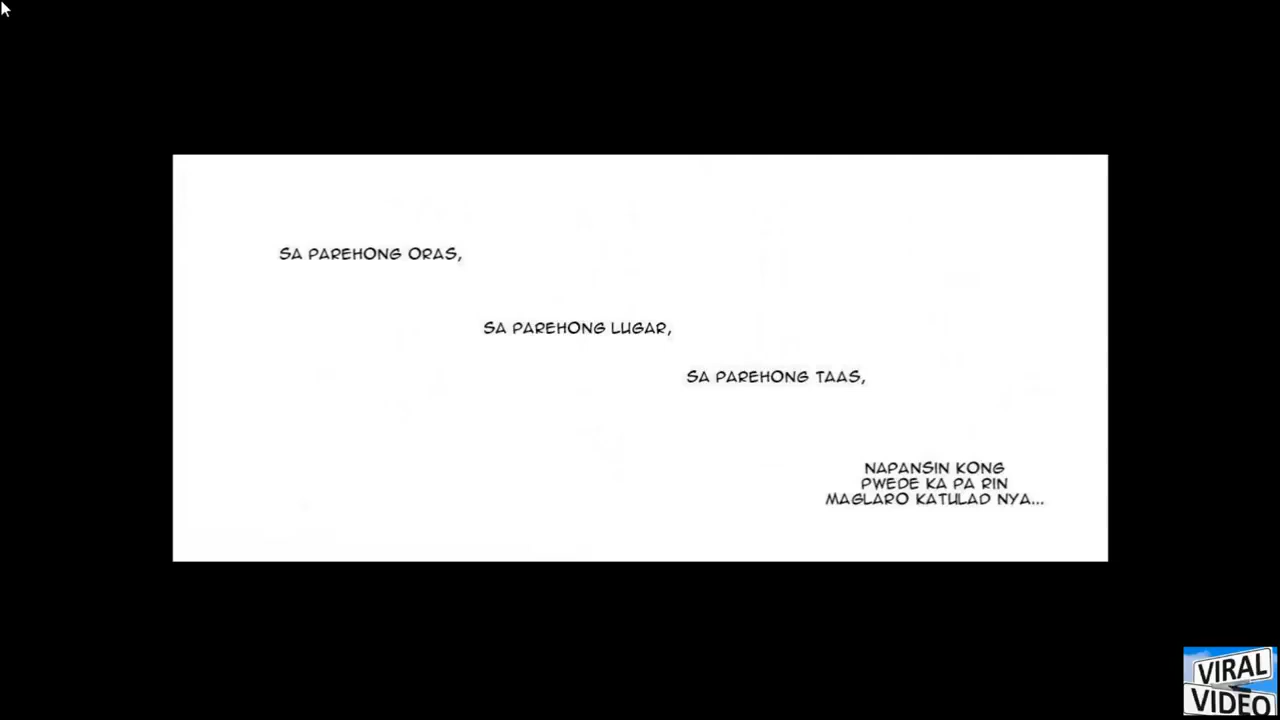 SA PAREHONG ORAS,
SA PAREHONG LUGAR,
SA PAREHONG TAAS,
NAPANSIN KONG
PWEDE KA PA RIN
MAGLARO KATULAD NYA...
VIRAL
VIDEO